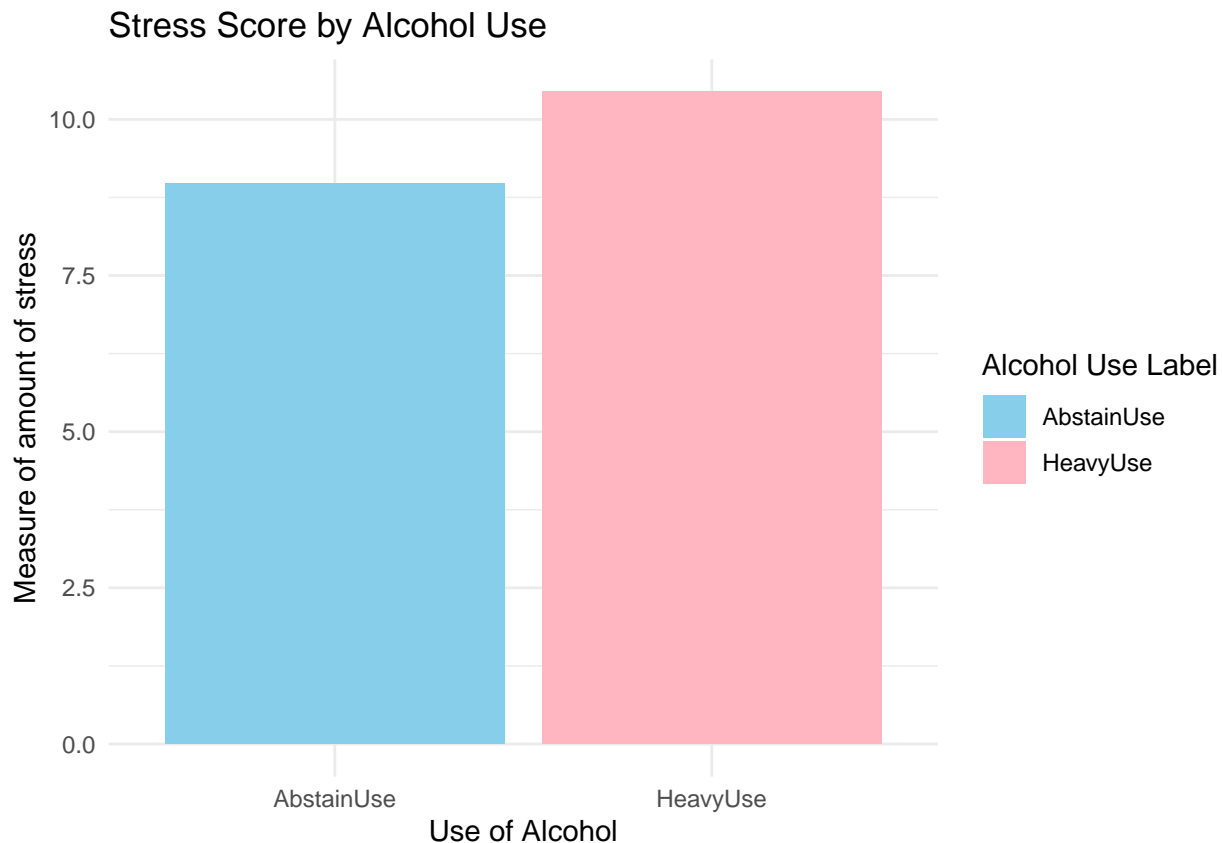 Stress Score by Alcohol Use
Measure of amount of stress
10.0
7.5
5.0
2.5
0.0
AbstainUse
HeavyUse
Use of Alcohol
Alcohol Use Label
AbstainUse
HeavyUse